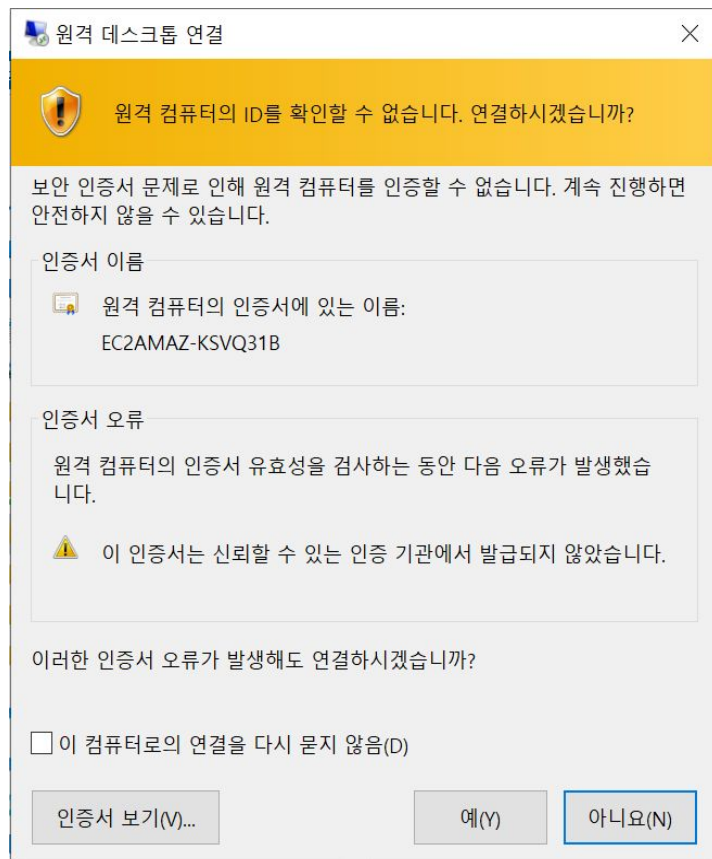 원격 데스크톱 연결
원격 컴퓨터의 ID를 확인할 수 없습니다. 연결하시겠습니까?
보안 인증서 문제로 인해 원격 컴퓨터를 인증할 수 없습니다. 계속 진행하면
안전하지 않을 수 있습니다.
인증서 이름
원격 컴퓨터의 인증서에 있는 이름:
EC2AMAZ-KSVQ31B
인증서 오류
원격 컴퓨터의 인증서 유효성을 검사하는 동안 다음 오류가 발생했습
니다.
이 인증서는 신뢰할 수 있는 인증 기관에서 발급되지 않았습니다.
이러한 인증서 오류가 발생해도 연결하시겠습니까?
이 컴퓨터로의 연결을 다시 묻지 않음(D)
인증서 보기(V)...
예(Y)
아니요(N)